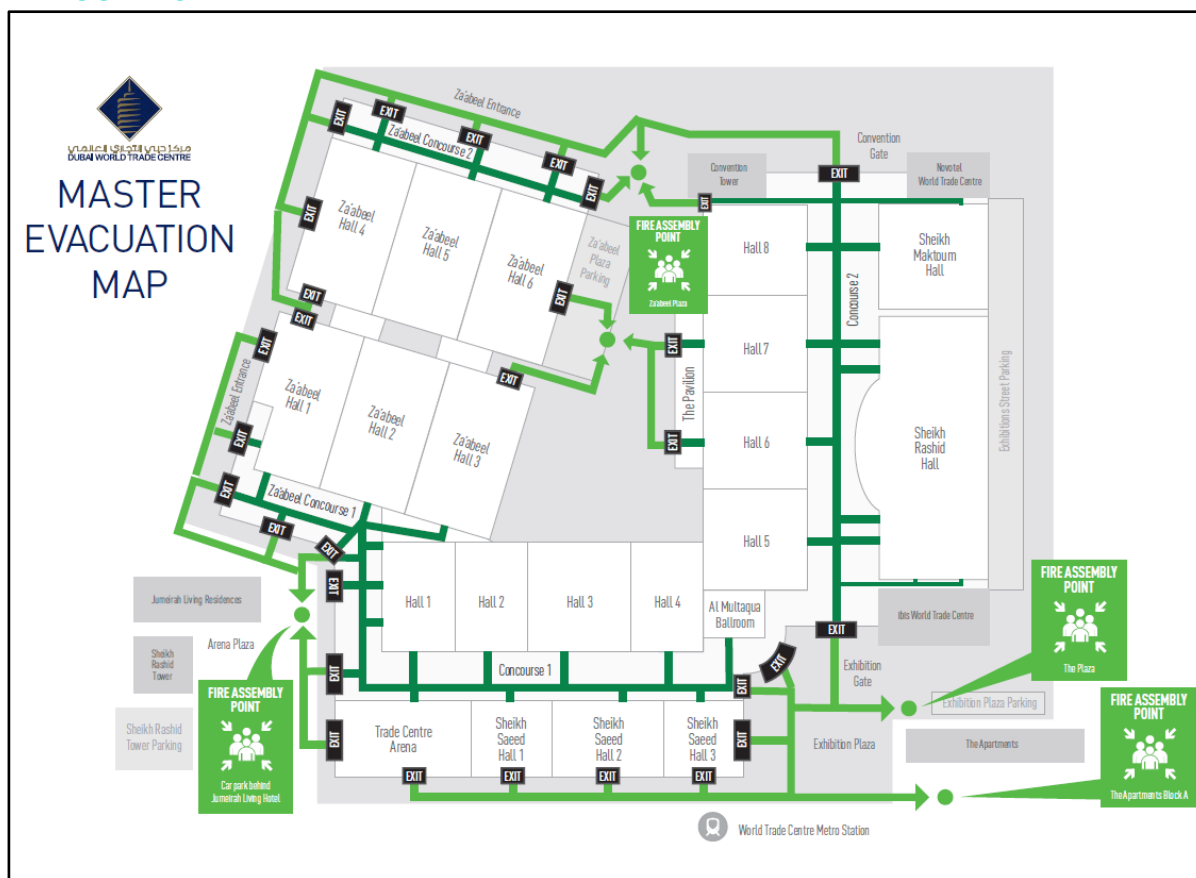 مركز دبي التجاري العالمي
DUBAI WORLD TRADE CENTRE
MASTER
EVACUATION
MAP
Za'abeel Entrance
EXIT
EXIT
EXIT
EXIT
EXIT
Za'abeel Concourse 2
Convention
Gate
Convention
Tower
EXIT
Novotel
World Trade Centre
EXIT
EXIT
Za'abeel
Hall 4
Za'abeel
Hall 5
Za'abeel
Hall 6
Za'abeel
Plaza
Parking
FIRE ASSEMBLY
POINT
Za'abeel Plaza
Hall 8
Sheikh
Maktoum
Hall
Concourse 2
EXIT
EXIT
EXIT
EXIT
Za'abeel Entrance
Za'abeel
Hall 1
Za'abeel
Hall 2
Za'abeel
Hall 3
EXIT
EXIT
The Pavilion
Hall 7
Exhibitions Street Parking
EXIT
EXIT
Hall 6
Sheikh
Rashid
Hall
EXIT
Za'abeel Concourse 1
EXIT
EXIT
Hall 5
EXIT
Jumeirah Living Residences
Hall 1
Hall 2
Hall 3
Hall 4
Al Multaqua
Ballroom
ibis World Trade Centre
FIRE ASSEMBLY
POINT
The Plaza
EXIT
Arena Plaza
Sheikh
Rashid
Tower
EXIT
Concourse 1
EXIT
EXIT
Exhibition
Gate
FIRE ASSEMBLY
POINT
Car park behind
Jumeirah Living Hotel
Sheikh Rashid
Tower Parking
EXIT
Trade Centre
Arena
Sheikh
Saeed
Hall 1
Sheikh
Saeed
Hall 2
Sheikh
Saeed
Hall 3
EXIT
Exhibition Plaza
Exhibition Plaza Parking
The Apartments
FIRE ASSEMBLY
POINT
The Apartments Block A
EXIT
EXIT
EXIT
EXIT
World Trade Centre Metro Station